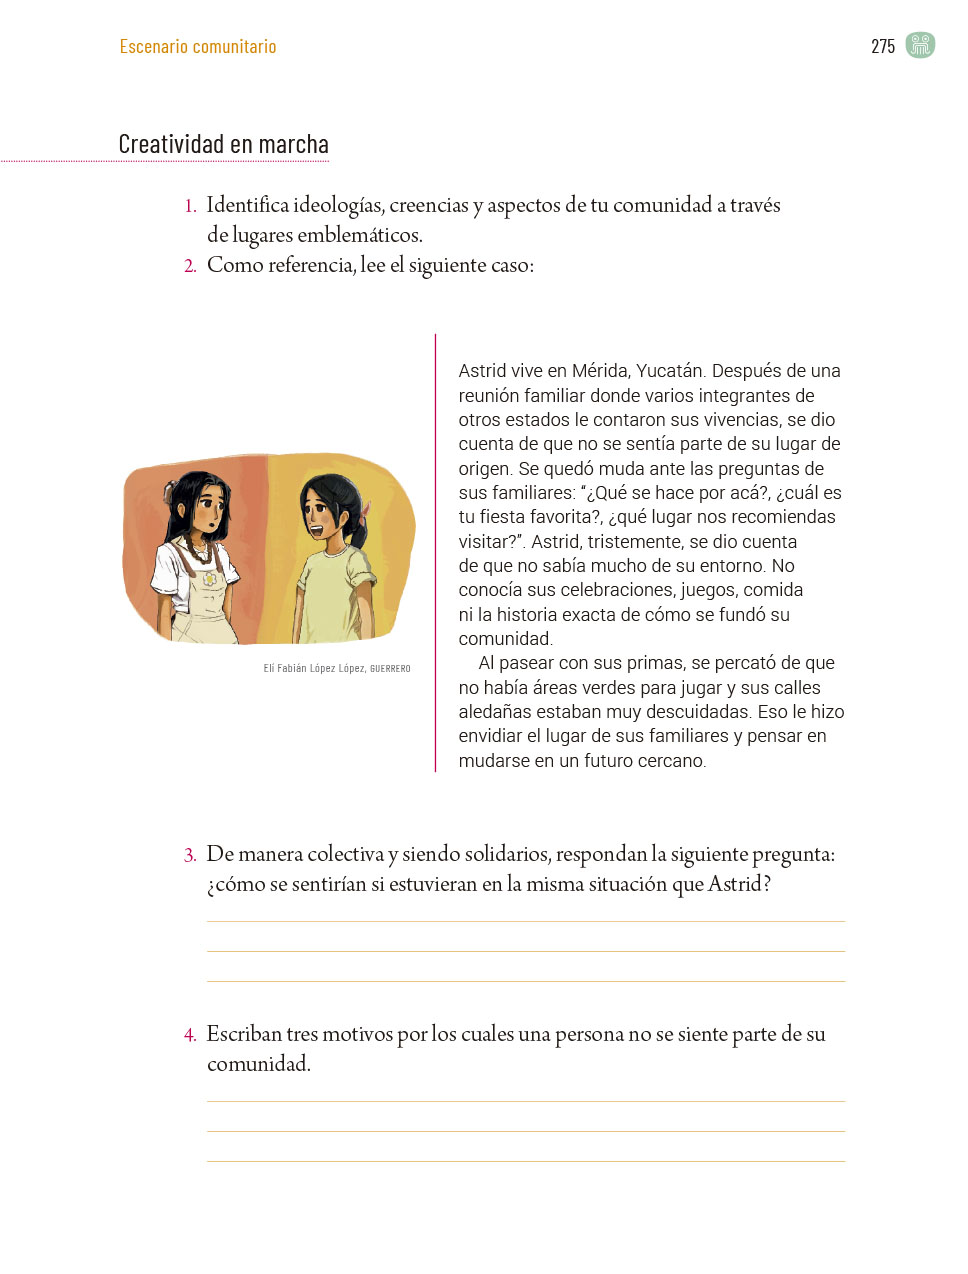 Escenario comunitario
275
Creatividad en marcha
1. Identifica ideologías, creencias y aspectos de tu comunidad a través
de lugares emblemáticos.
2. Como referencia, lee el siguiente caso:
Astrid vive en Mérida, Yucatán. Después de una
reunión familiar donde varios integrantes de
otros estados le contaron sus vivencias, se dio
cuenta de que no se sentía parte de su lugar de
origen. Se quedó muda ante las preguntas de
sus familiares: “¿Qué se hace por acá?, ¿cuál es
tu fiesta favorita?, ¿qué lugar nos recomiendas
visitar?”. Astrid, tristemente, se dio cuenta
de que no sabía mucho de su entorno. No
conocía sus celebraciones, juegos, comida
ni la historia exacta de cómo se fundó su
comunidad.
Al pasear con sus primas, se percató de que
no había áreas verdes para jugar y sus calles
aledañas estaban muy descuidadas. Eso le hizo
envidiar el lugar de sus familiares y pensar en
mudarse en un futuro cercano.
Elí Fabián López López, GUERRERO
3. De manera colectiva y siendo solidarios, respondan la siguiente pregunta:
¿cómo se sentirían si estuvieran en la misma situación que Astrid?
4. Escriban tres motivos por los cuales una persona no se siente parte de su
comunidad.